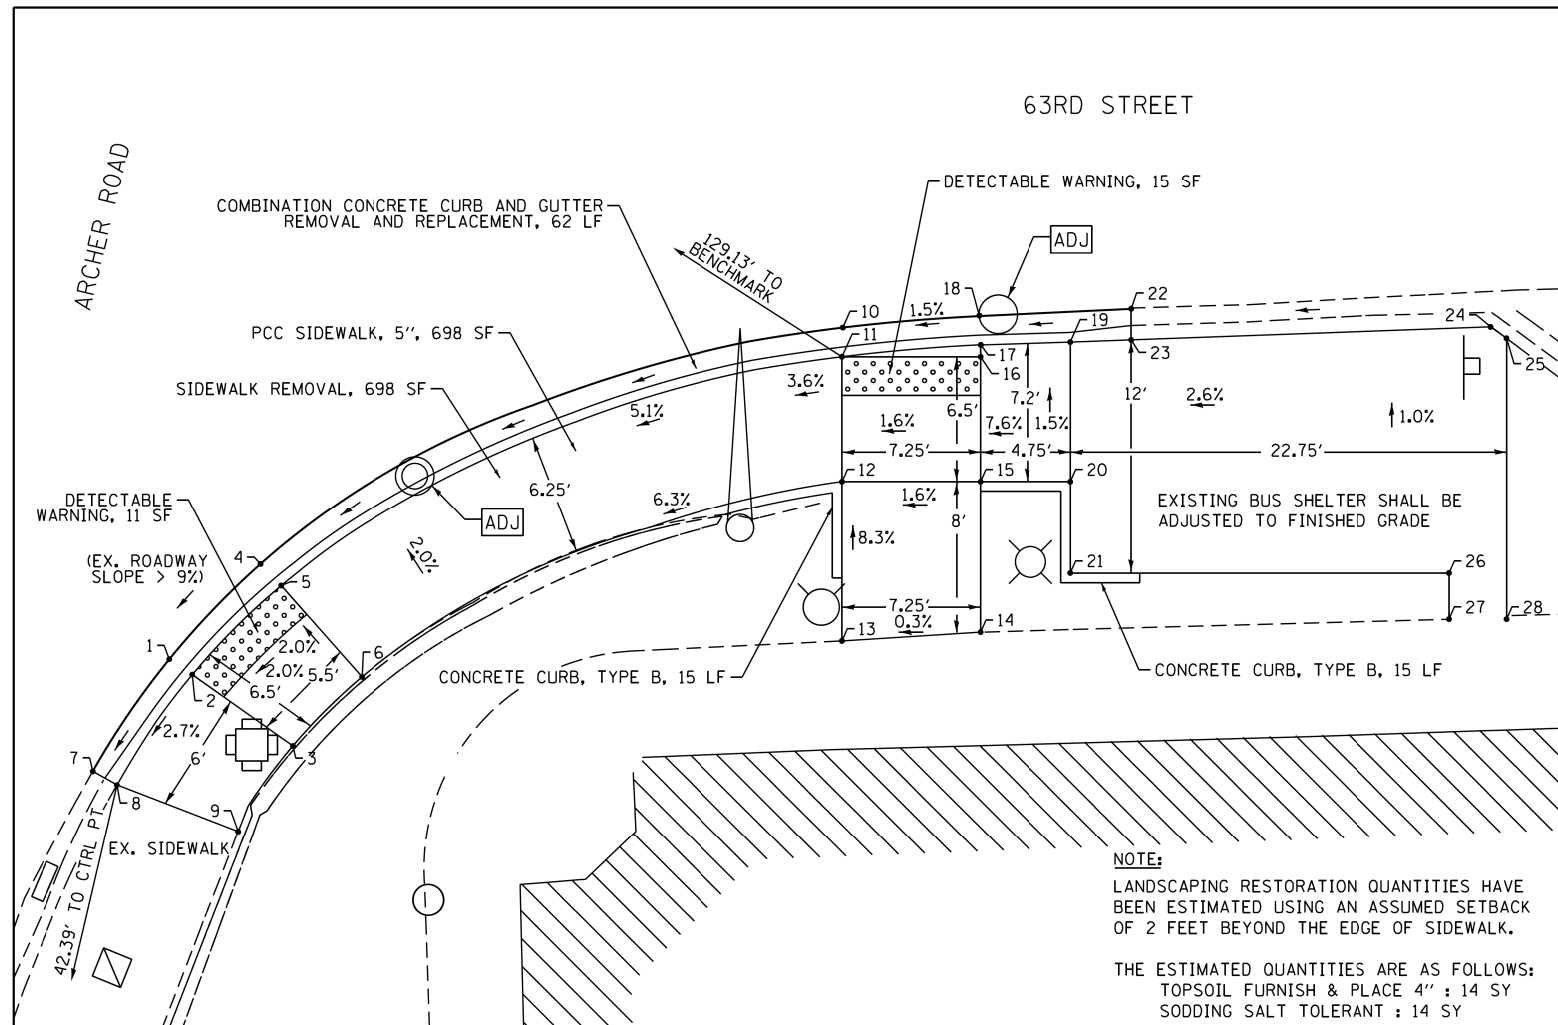 63RD STREET
ARCHER ROAD
DETECTABLE WARNING, 15 SF
COMBINATION CONCRETE CURB AND GUTTER
REMOVAL AND REPLACEMENT, 62 LF
ADJ
129.13' TO
BENCHMARK
18
22
10
1.5%
24
19
11
17
23
25
16
PCC SIDEWALK, 5", 698 SF
SIDEWALK REMOVAL, 698 SF
3.6%
5.1%
6.5'
7.2'
12'
2.6%
1.6%
7.6%
1.5%
1.0%
7.25'
4.75'
22.75'
12
15
20
6.25'
6.3%
1.6%
8'
EXISTING BUS SHELTER SHALL BE
ADJUSTED TO FINISHED GRADE
DETECTABLE
WARNING, 11 SF
ADJ
8.3%
2.0%
4
(EX. ROADWAY
SLOPE > 9%)
5
21
26
7.25'
0.3%
14
27
28
13
1
2.0%
2.0%
5.5'
6
6.5'
2
CONCRETE CURB, TYPE B, 15 LF
CONCRETE CURB, TYPE B, 15 LF
2.7%
6'
3
7
8
9
EX. SIDEWALK
42.39' TO CTRL PT
NOTE:
LANDSCAPING RESTORATION QUANTITIES HAVE
BEEN ESTIMATED USING AN ASSUMED SETBACK
OF 2 FEET BEYOND THE EDGE OF SIDEWALK.
THE ESTIMATED QUANTITIES ARE AS FOLLOWS:
TOPSOIL FURNISH & PLACE 4" : 14 SY
SODDING SALT TOLERANT : 14 SY